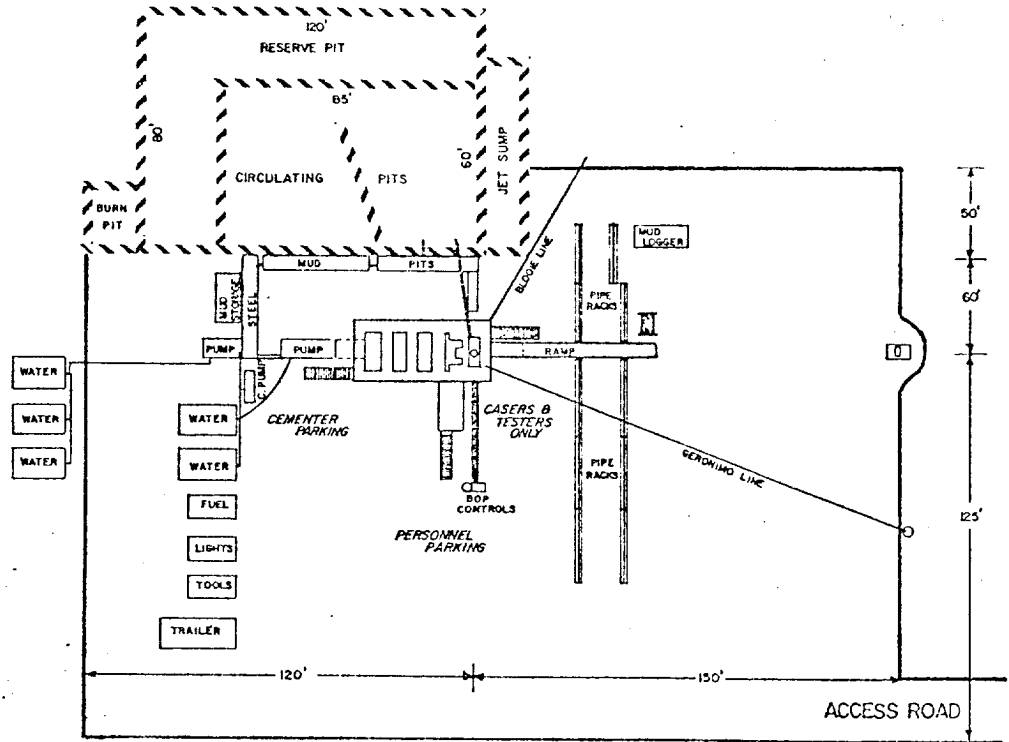 120'
RESERVE PIT
85'
80'
60'
JET SUMP
CIRCULATING PITS
BURN
PIT
50'
MUD
LOGGER
BLOOIE LINE
MUD PITS
MUD
STORAGE
STEEL
PIPE
RACKS
60'
PUMP
PUMP
RAMP
WATER
C. PUMP
WATER
WATER
CEMENTER
PARKING
CASERS &
TESTERS
ONLY
WATER
WATER
PIPE
RACKS
GERONIMO LINE
FUEL
BOP
CONTROLS
125'
LIGHTS
PERSONNEL
PARKING
TOOLS
TRAILER
120'
150'
ACCESS ROAD